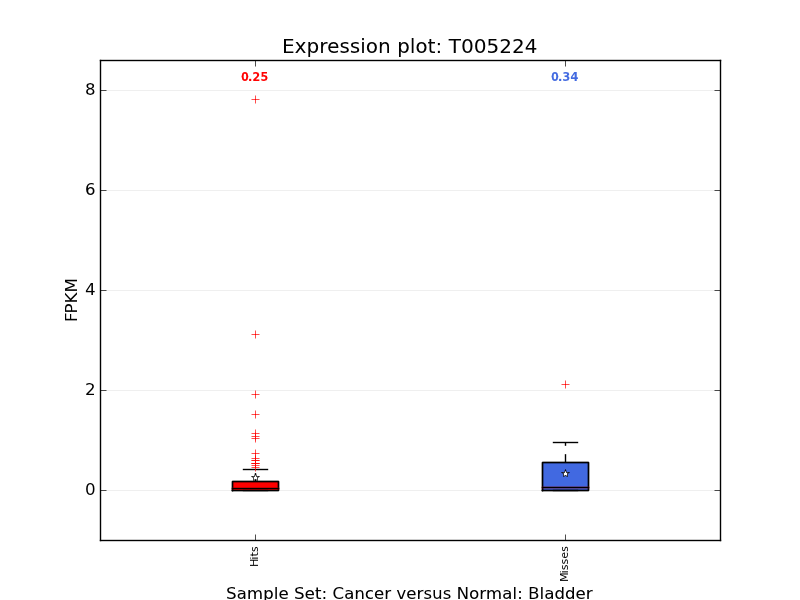 Expression plot: T005224
0.25
0.34
8
6
4
2
0
FPKM
Hits
Misses
Sample Set: Cancer versus Normal: Bladder